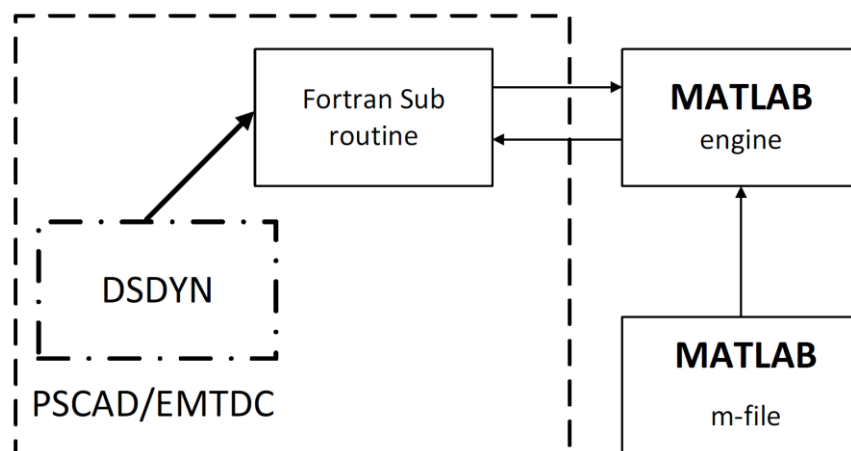 Fortran Sub
routine
MATLAB
engine
DSDYN
PSCAD/EMTDC
MATLAB
m-file